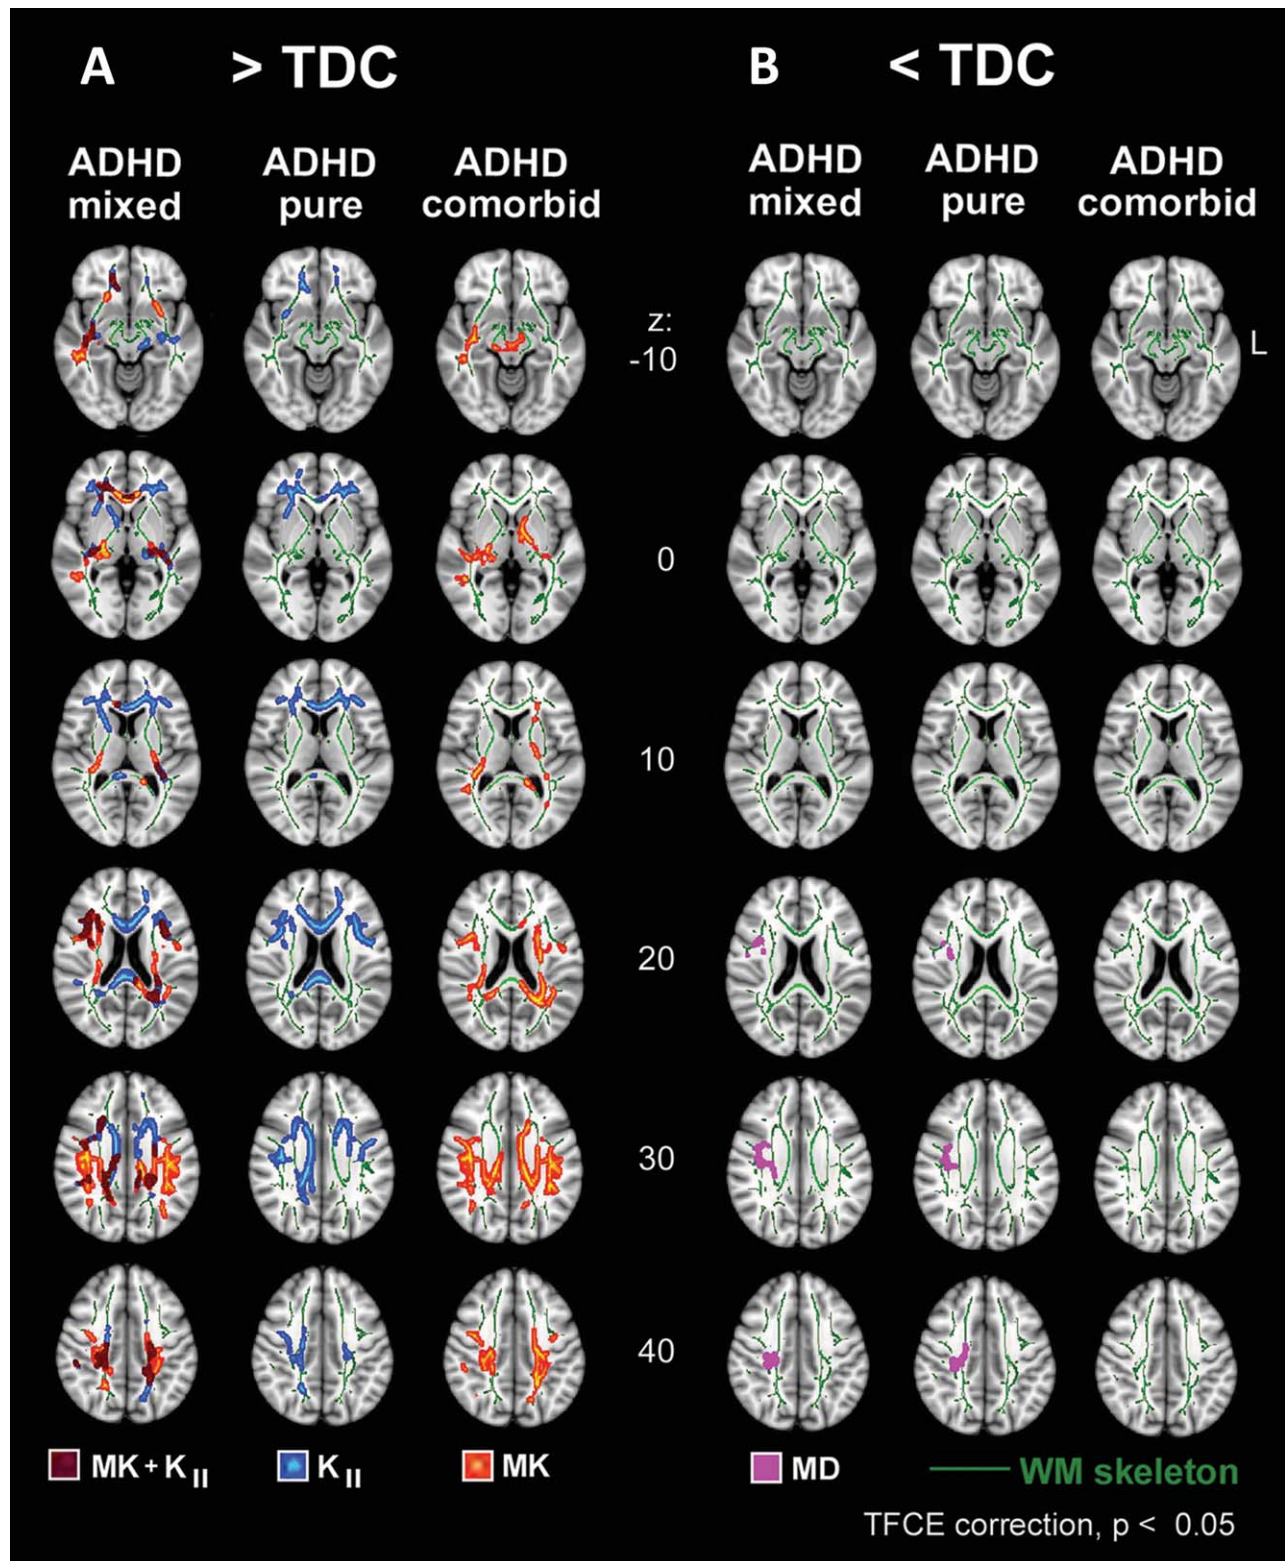 A > TDC
B < TDC
ADHD mixed
ADHD pure
ADHD comorbid
ADHD mixed
ADHD pure
ADHD comorbid
z:
-10
L
0
10
20
30
40
MK + K II
K II
MK
MD
WM skeleton
TFCE correction, p < 0.05